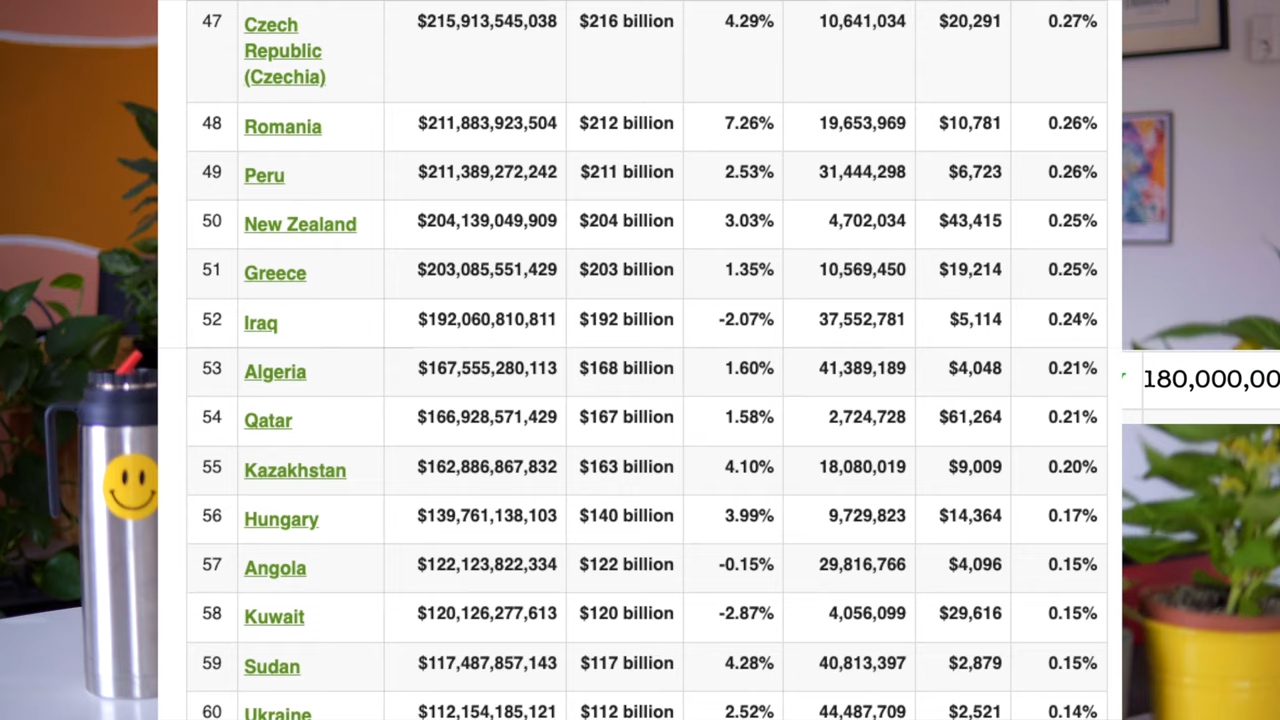 47 Czech Republic (Czechia) $215,913,545,038 $216 billion 4.29% 10,641,034 $20,291 0.27%
48 Romania $211,883,923,504 $212 billion 7.26% 19,653,969 $10,781 0.26%
49 Peru $211,389,272,242 $211 billion 2.53% 31,444,298 $6,723 0.26%
50 New Zealand $204,139,049,909 $204 billion 3.03% 4,702,034 $43,415 0.25%
51 Greece $203,085,551,429 $203 billion 1.35% 10,569,450 $19,214 0.25%
52 Iraq $192,060,810,811 $192 billion -2.07% 37,552,781 $5,114 0.24%
53 Algeria $167,555,280,113 $168 billion 1.60% 41,389,189 $4,048 0.21%
180,000,00
54 Qatar $166,928,571,429 $167 billion 1.58% 2,724,728 $61,264 0.21%
55 Kazakhstan $162,886,867,832 $163 billion 4.10% 18,080,019 $9,009 0.20%
56 Hungary $139,761,138,103 $140 billion 3.99% 9,729,823 $14,364 0.17%
57 Angola $122,123,822,334 $122 billion -0.15% 29,816,766 $4,096 0.15%
58 Kuwait $120,126,277,613 $120 billion -2.87% 4,056,099 $29,616 0.15%
59 Sudan $117,487,857,143 $117 billion 4.28% 40,813,397 $2,879 0.15%
60 Ukraine $112,154,185,121 $112 billion 2.52% 44,487,709 $2,521 0.14%